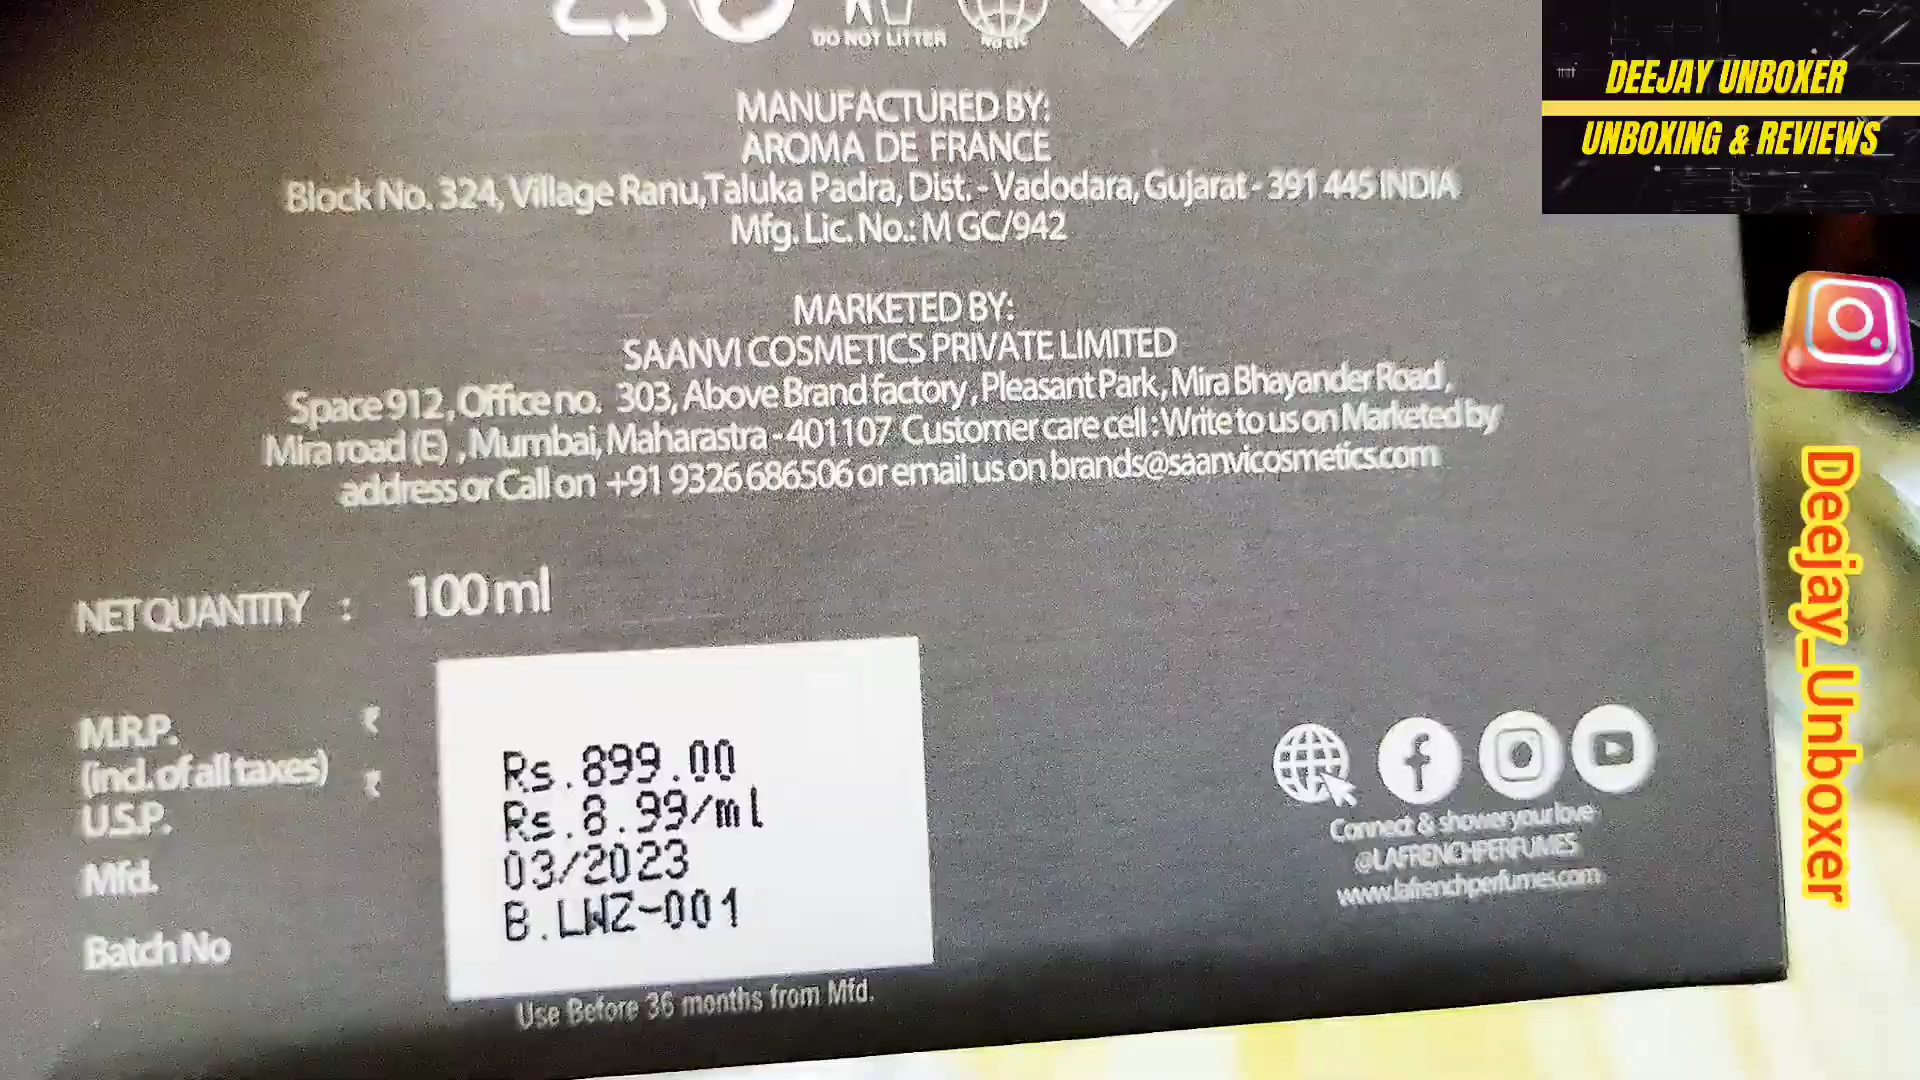 DO NOT LITTER
MANUFACTURED BY:
AROMA DE FRANCE
Block No. 324, Village Ranu,Taluka Padra, Dist. - Vadodara, Gujarat - 391 445 INDIA
Mfg. Lic. No.: M GC/942
MARKETED BY:
SAANVI COSMETICS PRIVATE LIMITED
Space 912, Office no. 303, Above Brand factory, Pleasant Park, Mira Bhayander Road,
Mira road (E) , Mumbai, Maharastra - 401107 Customer care cell : Write to us on Marketed by
address or Call on +91 9326 686506 or email us on brands@saanvicosmetics.com
NET QUANTITY : 100 ml
M.R.P. ₹ Rs.899.00
(incl. of all taxes) ₹
U.S.P. Rs.8.99/ml
Mfd. 03/2023
Batch No B.LWZ-001
Use Before 36 months from Mfd.
Connect & shower your love
@LAFRENCHPERFUMES
www.lafrenchperfumes.com
DEEJAY UNBOXER
UNBOXING & REVIEWS
Deejay_Unboxer